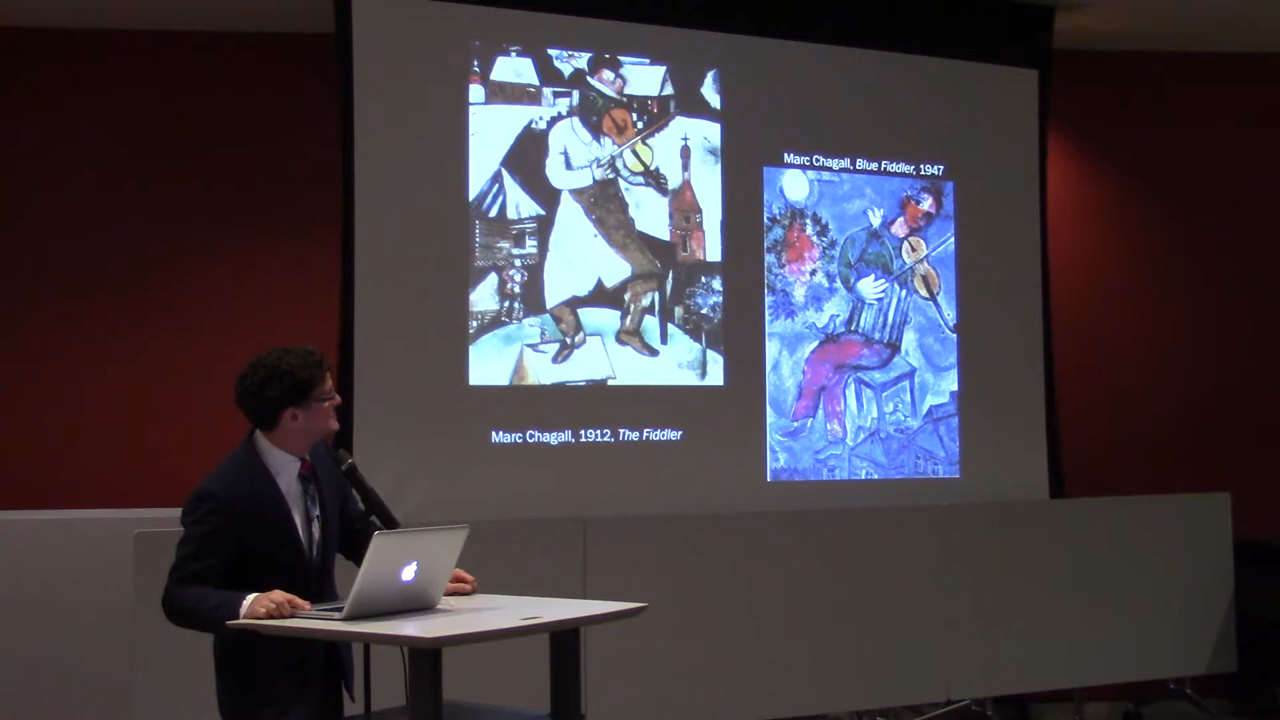 Marc Chagall, 1912, The Fiddler
Marc Chagall, Blue Fiddler, 1947